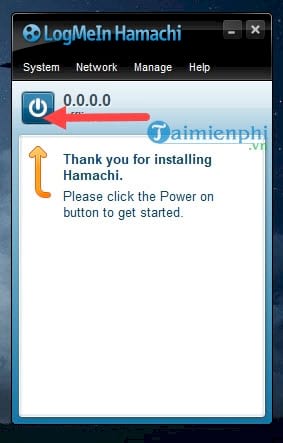 LogMeIn Hamachi
System Network Manage Help
0.0.0.0
Taimienphi
.vn
Thank you for installing
Hamachi.
Please click the Power on
button to get started.